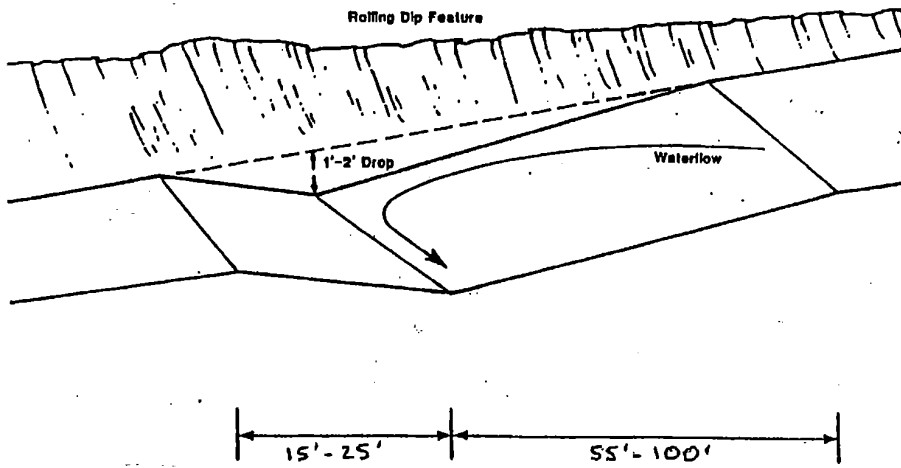 Rolling Dip Feature
1'-2' Drop
Waterflow
15'-25'
55'-100'